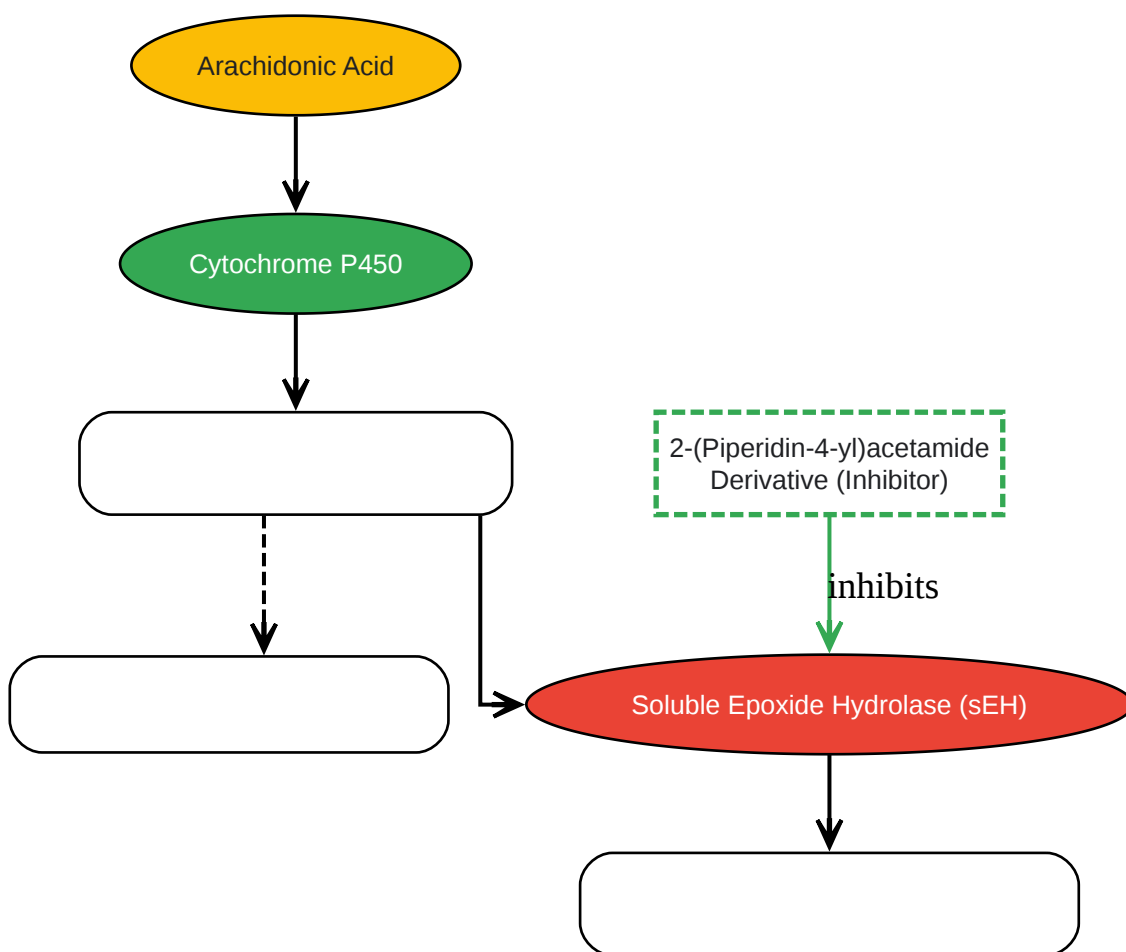 Arachidonic Acid
Cytochrome P450
2-(Piperidin-4-yl)acetamide
Derivative (Inhibitor)
inhibits
Soluble Epoxide Hydrolase (sEH)